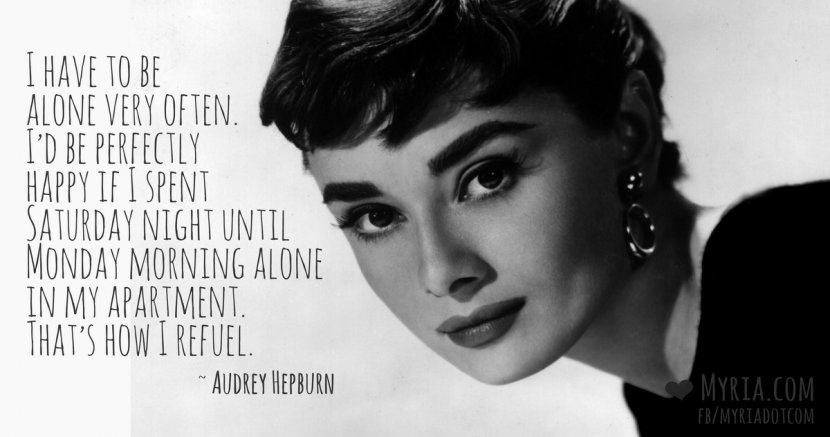 I HAVE TO BE
ALONE VERY OFTEN.
I'D BE PERFECTLY
HAPPY IF I SPENT
SATURDAY NIGHT UNTIL
MONDAY MORNING ALONE
IN MY APARTMENT.
THAT'S HOW I REFUEL.
~ AUDREY HEPBURN
MYRIA.COM
FB/MYRIADOTCOM